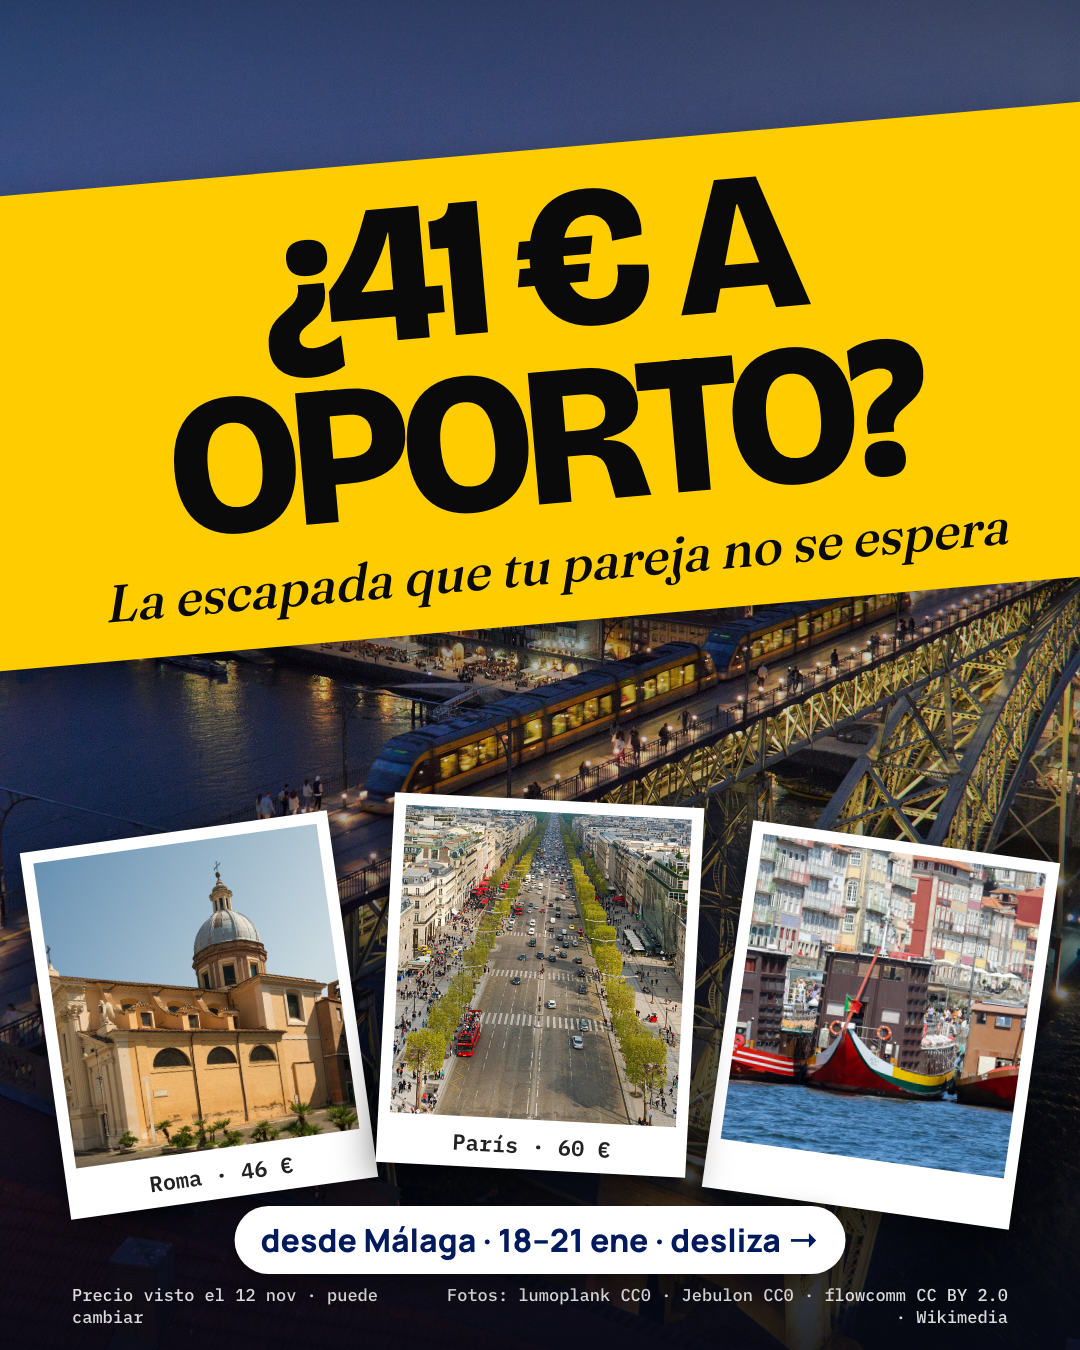 ¿41 € A
OPORTO?
La escapada que tu pareja no se espera
Roma · 46 €
París · 60 €
desde Málaga · 18–21 ene · desliza →
Precio visto el 12 nov · puede
cambiar
Fotos: lumoplank CC0 · Jebulon CC0 · flowcomm CC BY 2.0
· Wikimedia